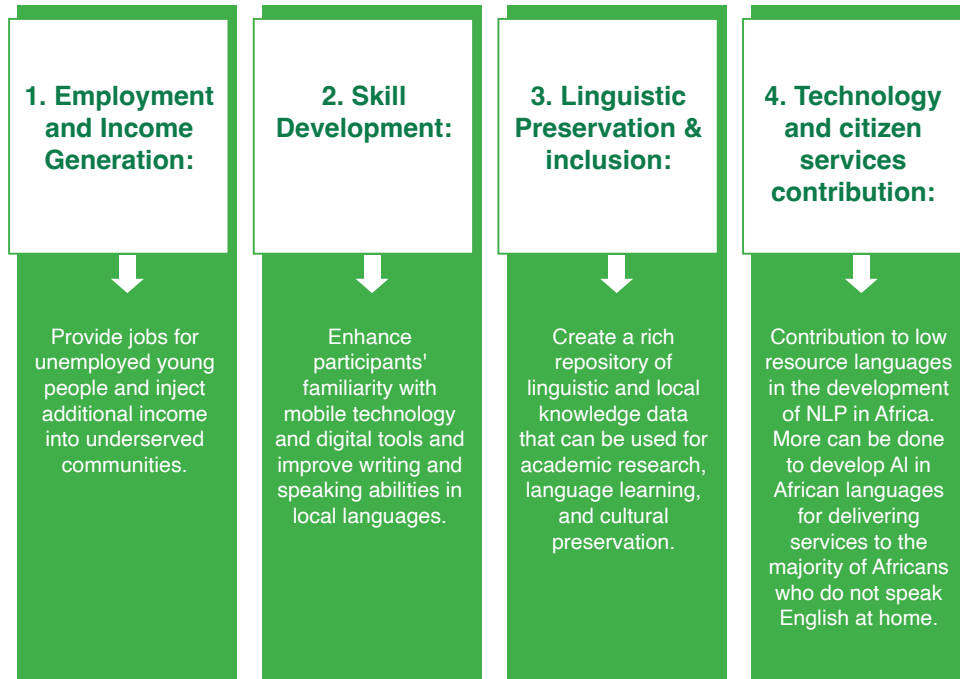 1. Employment
and Income
Generation:
Provide jobs for
unemployed young
people and inject
additional income
into underserved
communities.
2. Skill
Development:
Enhance
participants'
familiarity with
mobile technology
and digital tools and
improve writing and
speaking abilities in
local languages.
3. Linguistic
Preservation &
inclusion:
Create a rich
repository of
linguistic and local
knowledge data
that can be used for
academic research,
language learning,
and cultural
preservation.
4. Technology
and citizen
services
contribution:
Contribution to low
resource languages
in the development
of NLP in Africa.
More can be done
to develop AI in
African languages
for delivering
services to the
majority of Africans
who do not speak
English at home.